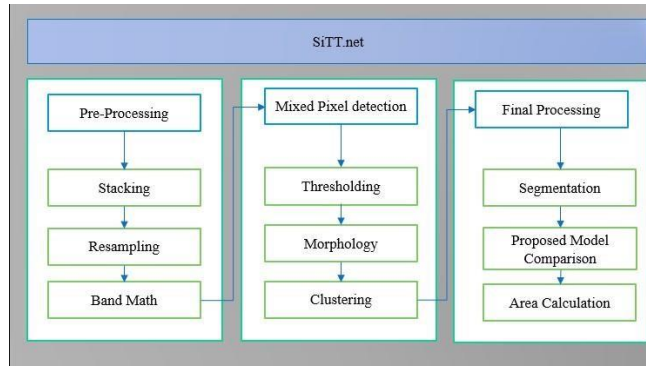 SiTT.net
Pre-Processing
Stacking
Resampling
Band Math
Mixed Pixel detection
Thresholding
Morphology
Clustering
Final Processing
Segmentation
Proposed Model
Comparison
Area Calculation